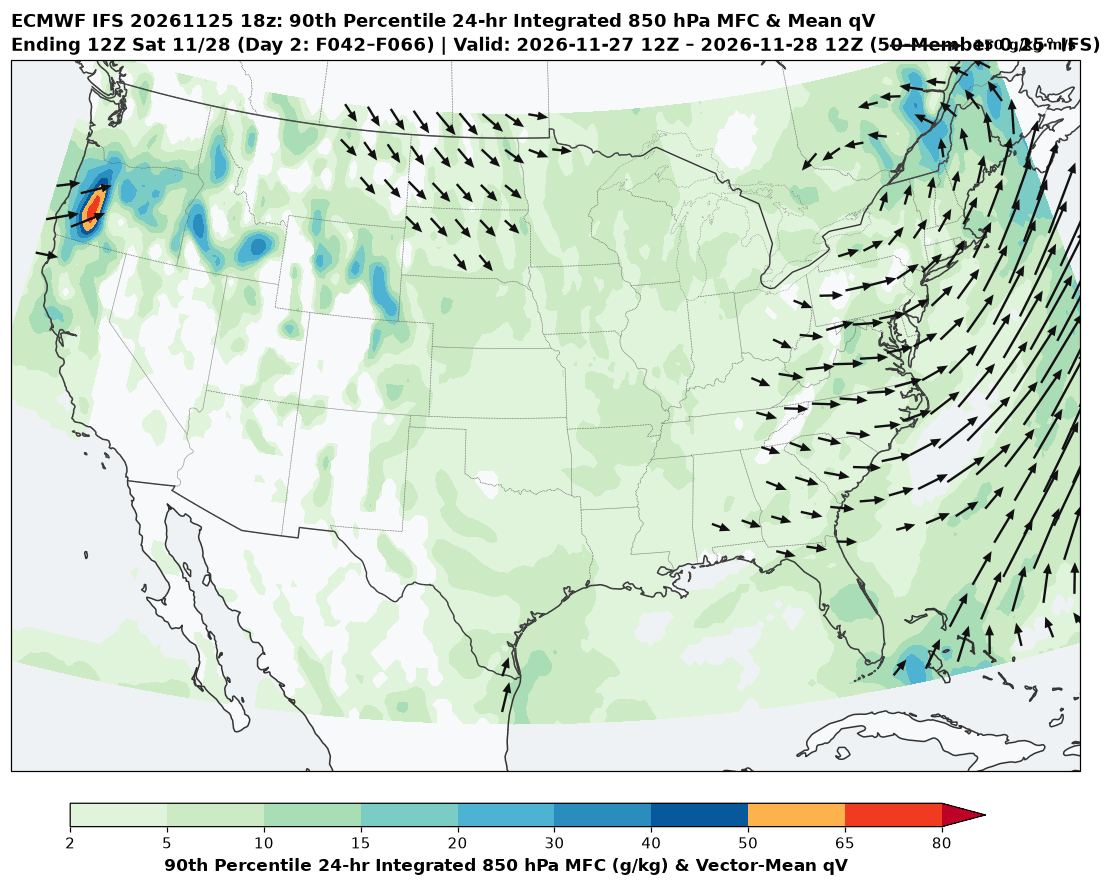 ECMWF IFS 20261125 18z: 90th Percentile 24-hr Integrated 850 hPa MFC & Mean qV
Ending 12Z Sat 11/28 (Day 2: F042–F066) | Valid: 2026-11-27 12Z – 2026-11-28 12Z (50-Member 0.25° IFS)
2 5 10 15 20 30 40 50 65 80
90th Percentile 24-hr Integrated 850 hPa MFC (g/kg) & Vector-Mean qV